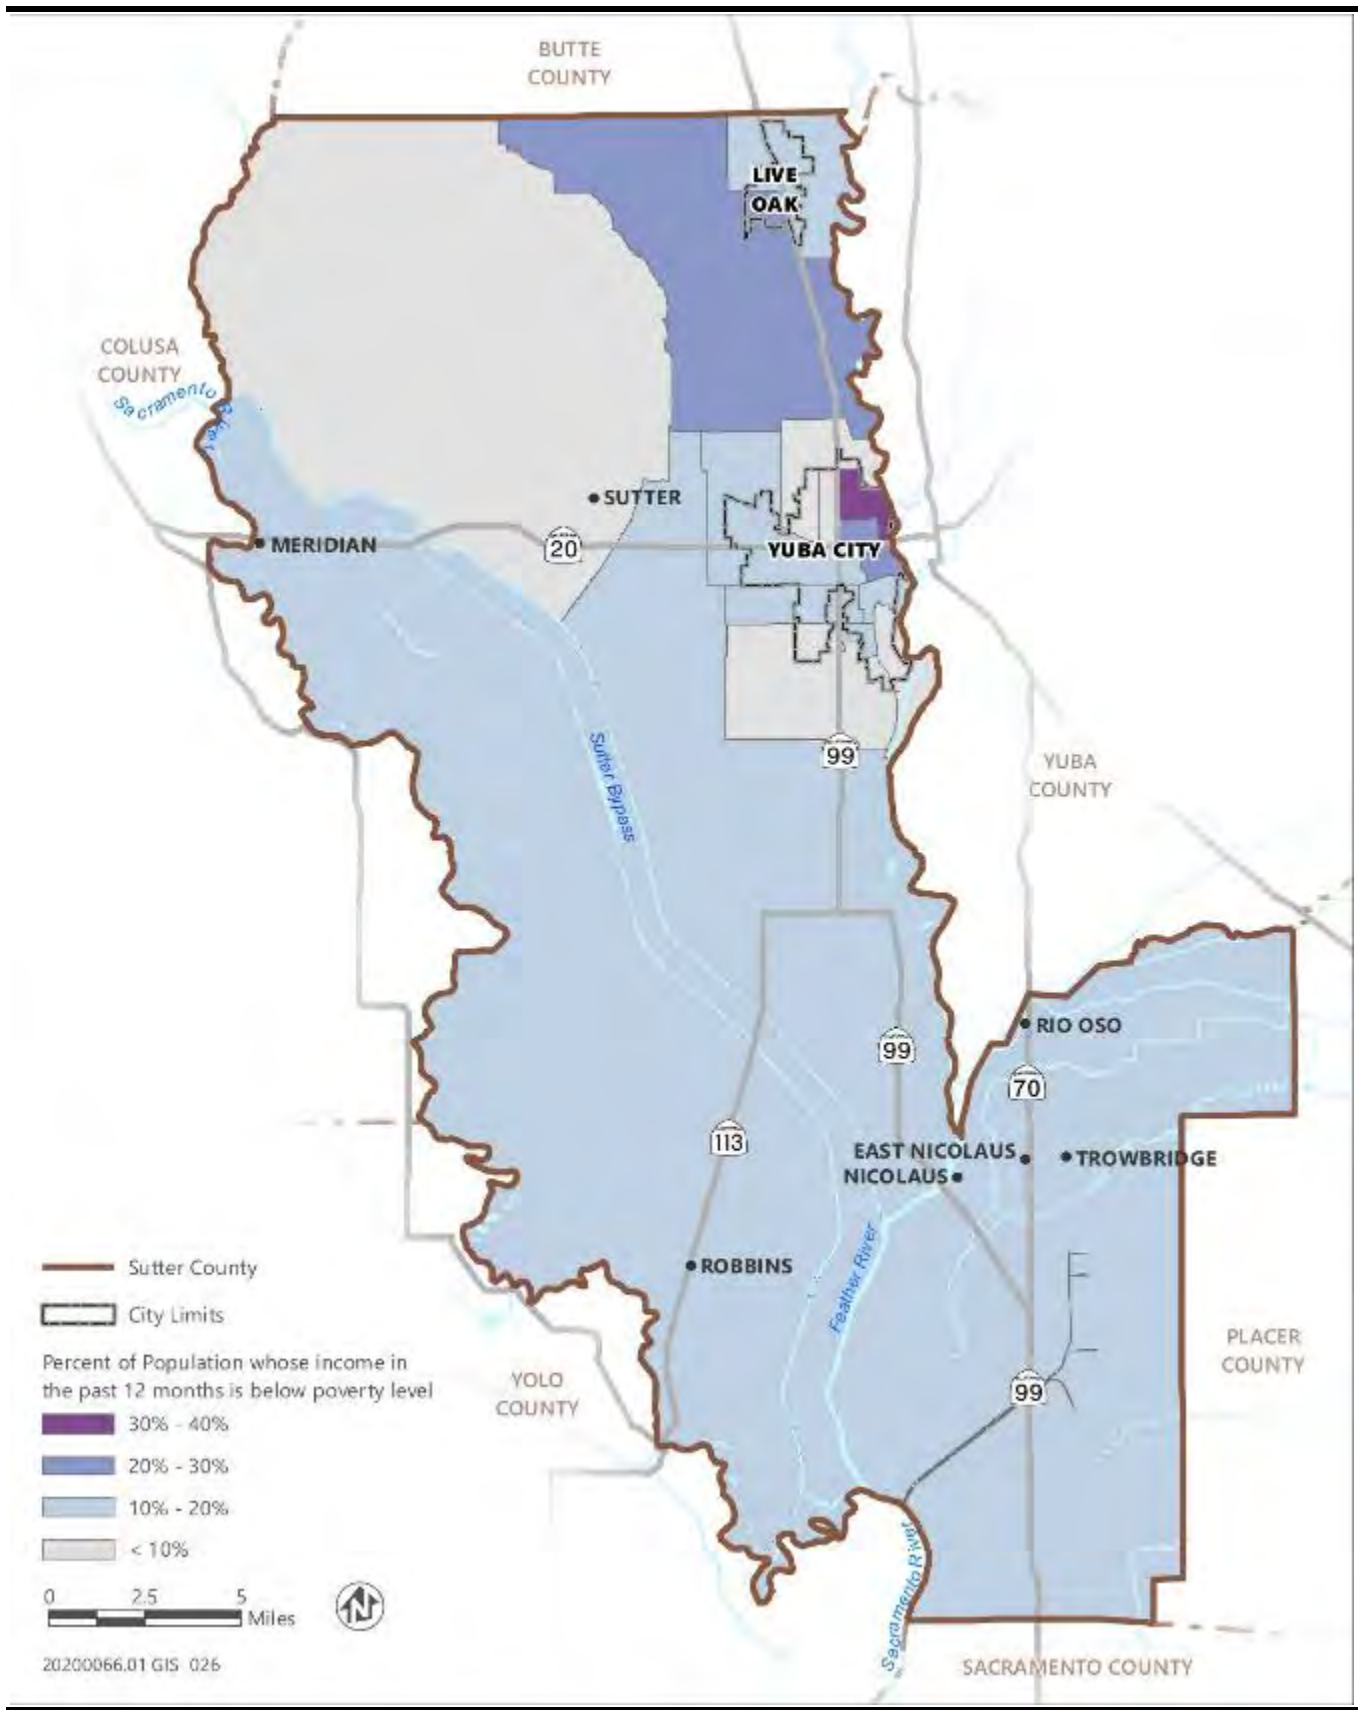 BUTTE
COUNTY
LIVE
OAK
COLUSA
COUNTY
Sacramento River
SUTTER
MERIDIAN
20
YUBA CITY
99
Sutter Bypass
YUBA
COUNTY
RIO OSO
99
70
113
EAST NICOLAUS
TROWBRIDGE
NICOLAUS
ROBBINS
Feather River
Sutter County
City Limits
Percent of Population whose income in
the past 12 months is below poverty level
30% - 40%
20% - 30%
10% - 20%
< 10%
YOLO
COUNTY
PLACER
COUNTY
99
Sacramento River
0 2.5 5
Miles
N
20200066.01 GIS 026
SACRAMENTO COUNTY